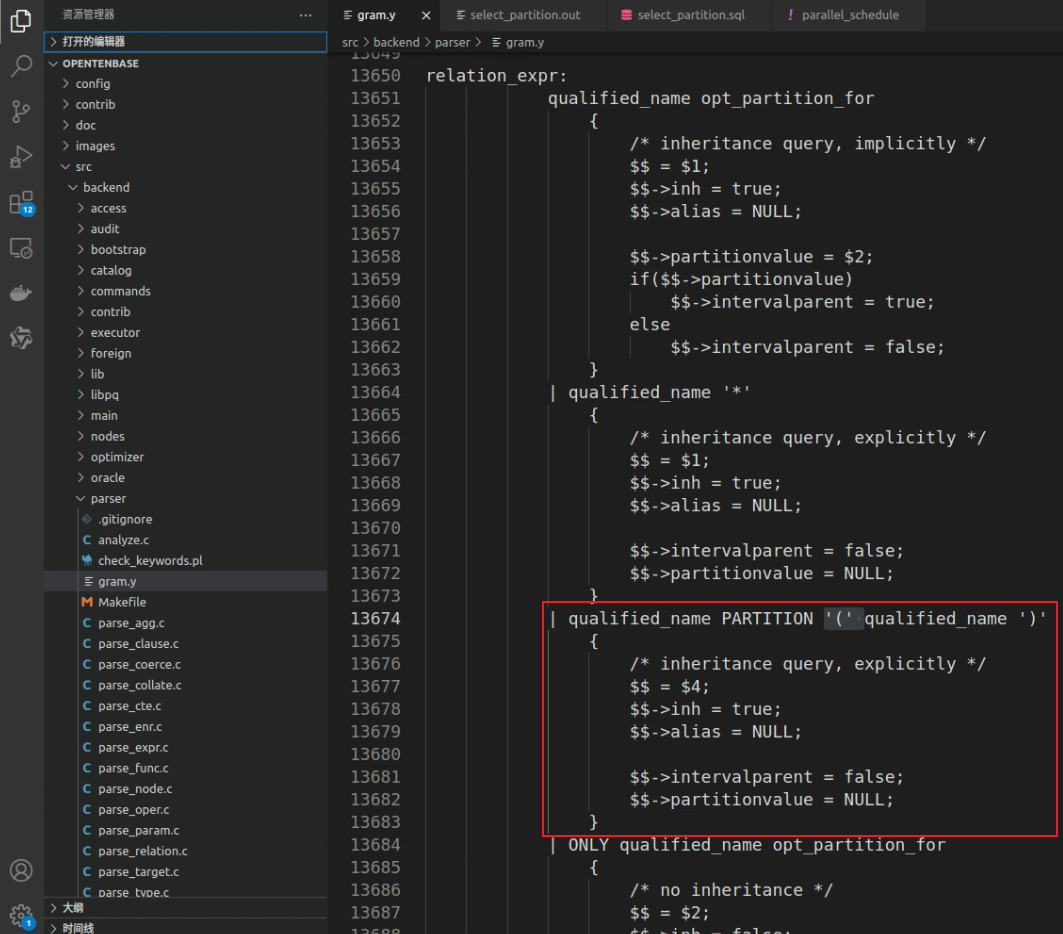 资源管理器
打开的编辑器
OPENTENBASE
config
contrib
doc
images
src
backend
access
audit
bootstrap
catalog
commands
contrib
executor
foreign
lib
libpq
main
nodes
optimizer
oracle
parser
.gitignore
analyze.c
check_keywords.pl
gram.y
M Makefile
C parse_agg.c
C parse_clause.c
C parse_coerce.c
C parse_collate.c
C parse_cte.c
C parse_enr.c
C parse_expr.c
C parse_func.c
C parse_node.c
C parse_oper.c
C parse_param.c
C parse_relation.c
C parse_target.c
C parse_type.c
大纲
时间线
12
1
gram.y
select_partition.out
select_partition.sql
! parallel_schedule
src > backend > parser > gram.y
13649
13650 relation_expr:
13651 qualified_name opt_partition_for
13652 {
13653 /* inheritance query, implicitly */
13654 $$ = $1;
13655 $$->inh = true;
13656 $$->alias = NULL;
13657
13658 $$->partitionvalue = $2;
13659 if($$->partitionvalue)
13660 $$->intervalparent = true;
13661 else
13662 $$->intervalparent = false;
13663 }
13664 | qualified_name '*'
13665 {
13666 /* inheritance query, explicitly */
13667 $$ = $1;
13668 $$->inh = true;
13669 $$->alias = NULL;
13670
13671 $$->intervalparent = false;
13672 $$->partitionvalue = NULL;
13673 }
13674 | qualified_name PARTITION '(' qualified_name ')'
13675 {
13676 /* inheritance query, explicitly */
13677 $$ = $4;
13678 $$->inh = true;
13679 $$->alias = NULL;
13680
13681 $$->intervalparent = false;
13682 $$->partitionvalue = NULL;
13683 }
13684 | ONLY qualified_name opt_partition_for
13685 {
13686 /* no inheritance */
13687 $$ = $2;
13688 $$->inh = false;